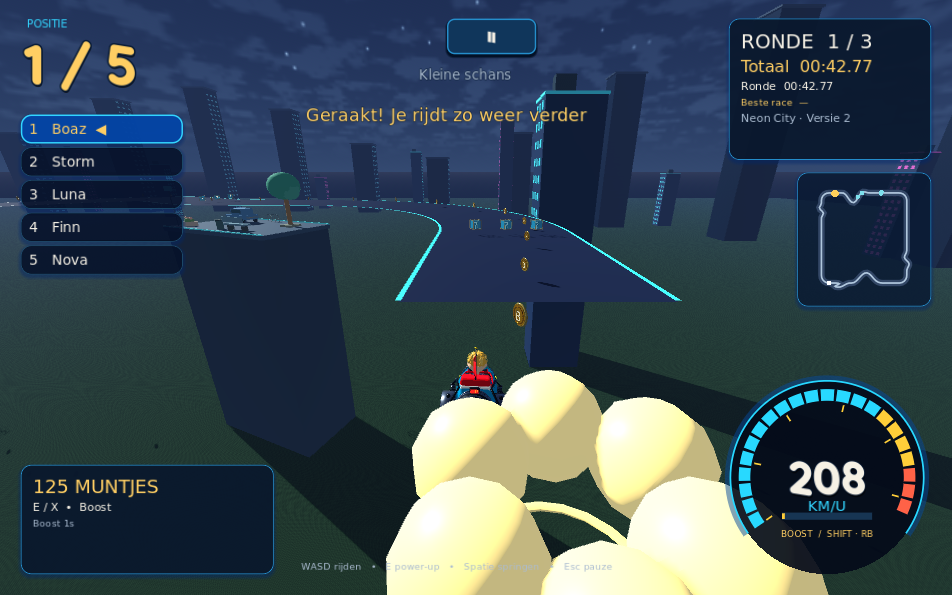 POSITIE
1 / 5
1 Boaz ◀
2 Storm
3 Luna
4 Finn
5 Nova
Kleine schans
Geraakt! Je rijdt zo weer verder
RONDE 1 / 3
Totaal 00:42.77
Ronde 00:42.77
Beste race —
Neon City · Versie 2
125 MUNTJES
E / X • Boost
Boost 1s
208
KM/U
BOOST / SHIFT · RB
WASD rijden • E power-up • Esc pauze